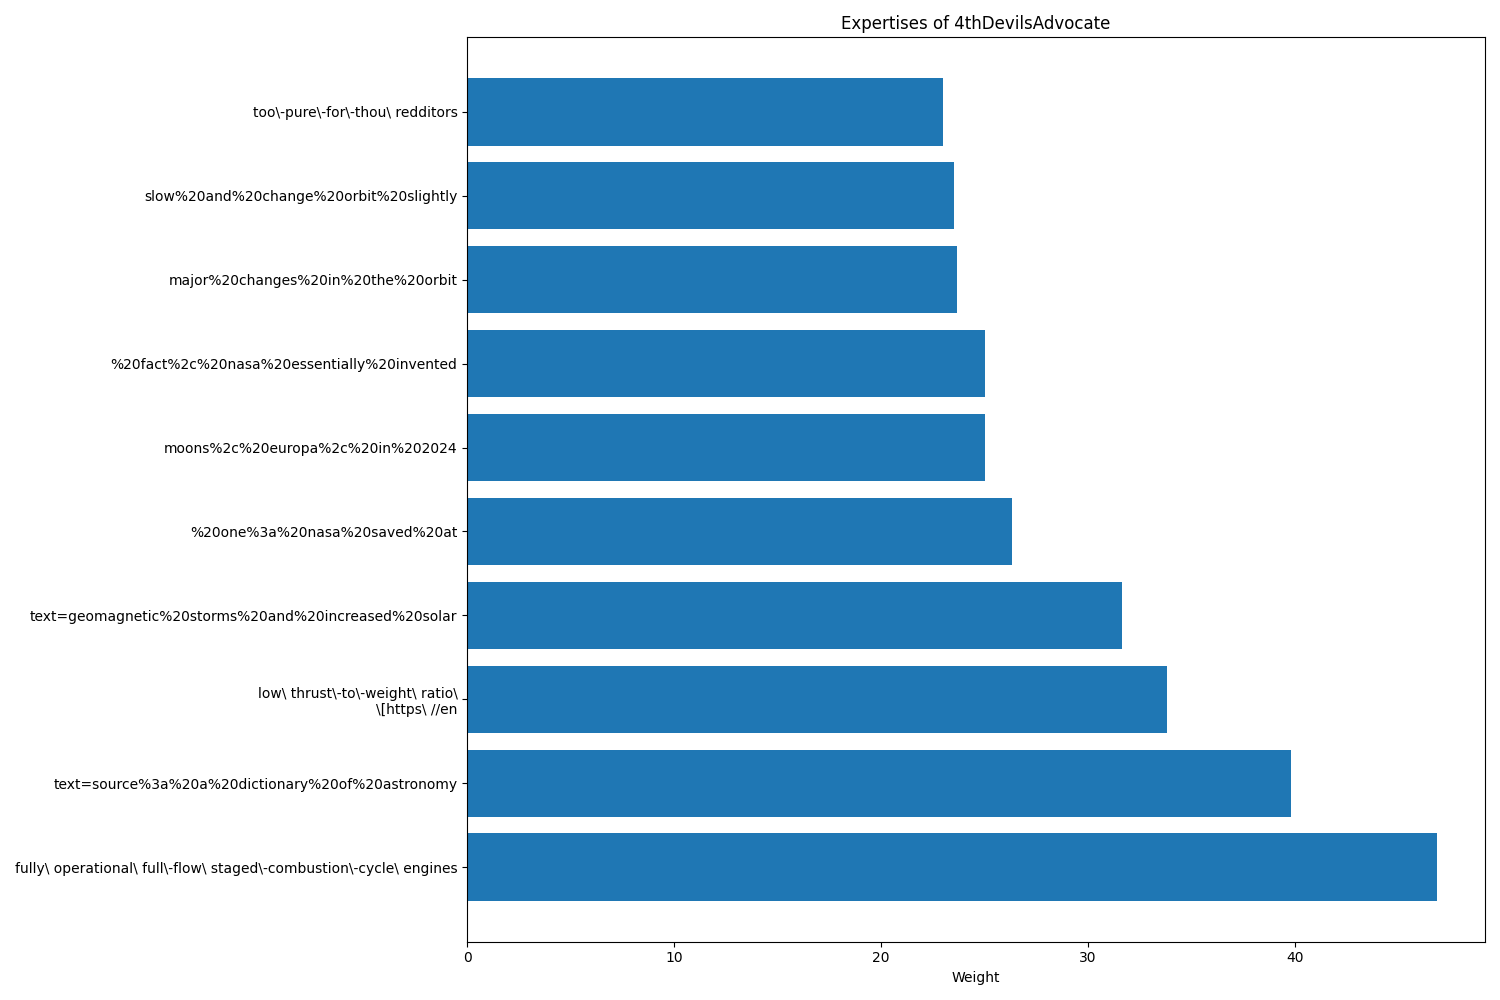 Expertises of 4thDevilsAdvocate
too\-pure\-for\-thou\ redditors
slow%20and%20change%20orbit%20slightly
major%20changes%20in%20the%20orbit
%20fact%2c%20nasa%20essentially%20invented
moons%2c%20europa%2c%20in%202024
%20one%3a%20nasa%20saved%20at
text=geomagnetic%20storms%20and%20increased%20solar
low\ thrust\-to\-weight\ ratio\
\[https\ //en
text=source%3a%20a%20dictionary%20of%20astronomy
fully\ operational\ full\-flow\ staged\-combustion\-cycle\ engines
0 10 20 30 40
Weight